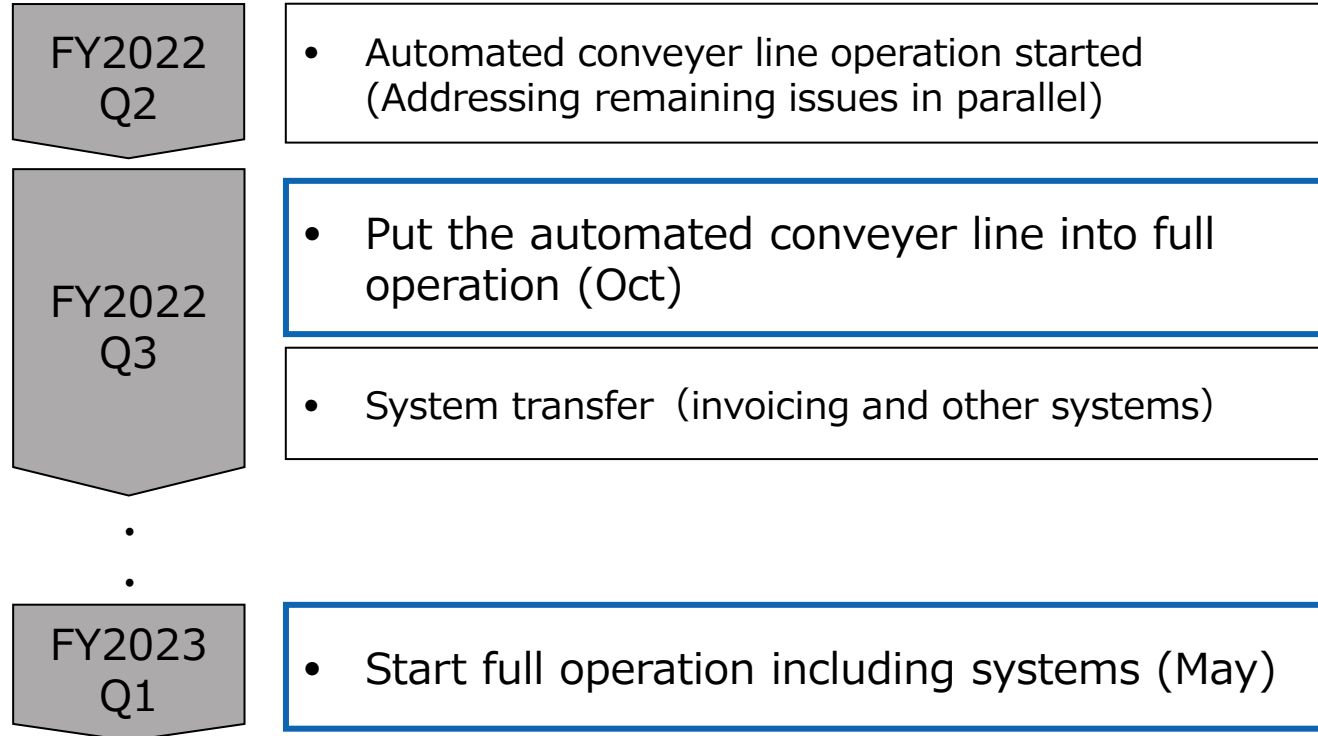 FY2022
Q2
• Automated conveyer line operation started
(Addressing remaining issues in parallel)
FY2022
Q3
• Put the automated conveyer line into full
operation (Oct)
• System transfer（invoicing and other systems）
・
・
FY2023
Q1
• Start full operation including systems (May)